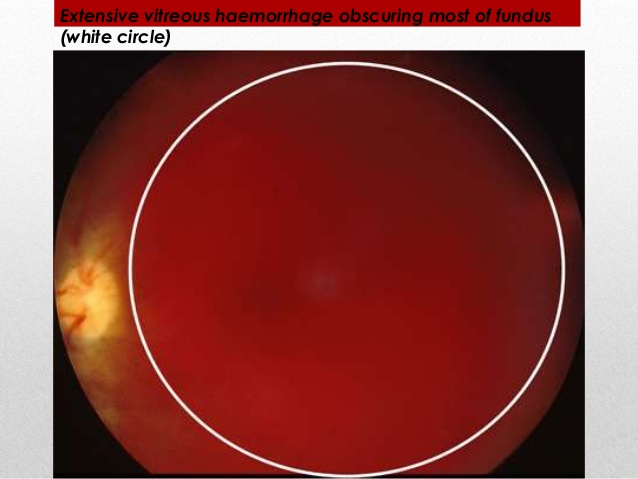 Extensive vitreous haemorrhage obscuring most of fundus
(white circle)